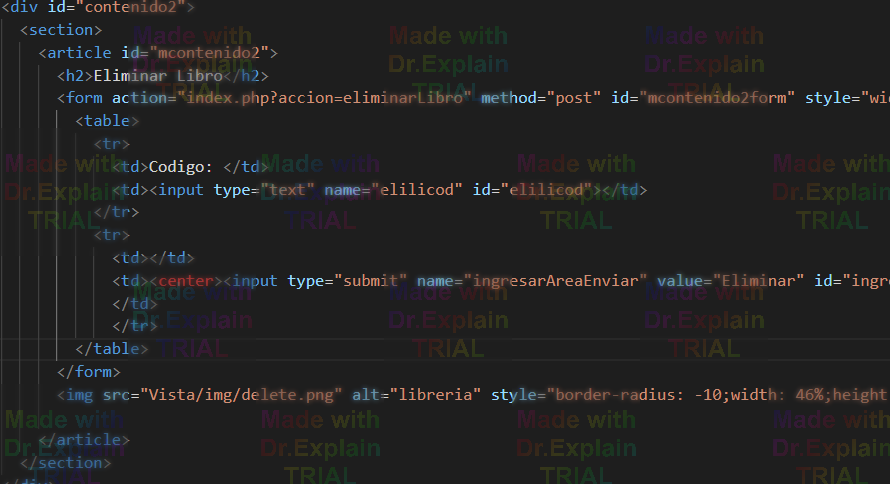 <div id="contenido2">
<section>
<article id="mcontenido2">
<h2>Eliminar Libro</h2>
<form action="index.php?accion=eliminarLibro" method="post" id="mcontenido2form" style="wi
<table>
<tr>
<td>Codigo: </td>
<td><input type="text" name="elilicod" id="elilicod"></td>
</tr>
<tr>
<td></td>
<td><center><input type="submit" name="ingresarAreaEnviar" value="Eliminar" id="ingre
</td>
</tr>
</table>
</form>
<img src="Vista/img/delete.png" alt="libreria" style="border-radius: -10;width: 46%;height
</article>
</section>
</div>
Made with Dr.Explain TRIAL
Made with Dr.Explain TRIAL
Made with Dr.Explain TRIAL
Made with Dr.Explain TRIAL
Made with Dr.Explain TRIAL
Made with Dr.Explain TRIAL
Made with Dr.Explain TRIAL
Made with Dr.Explain TRIAL
Made with Dr.Explain TRIAL
Made with Dr.Explain TRIAL
Made with Dr.Explain TRIAL
Made with Dr.Explain TRIAL
Made with Dr.Explain TRIAL
Made with Dr.Explain TRIAL